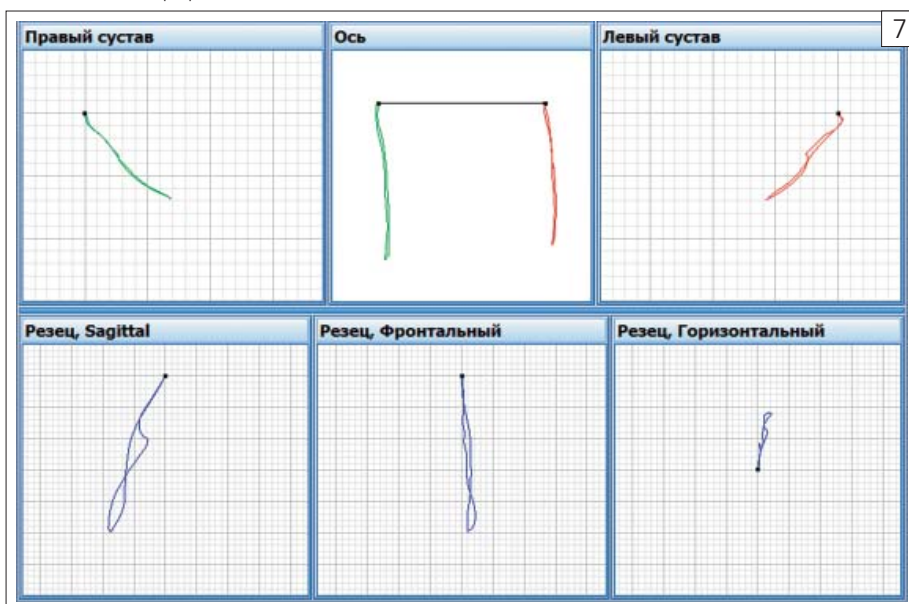 7
Правый сустав
Ось
Левый сустав
Резец, Sagittal
Резец, Фронтальный
Резец, Горизонтальный